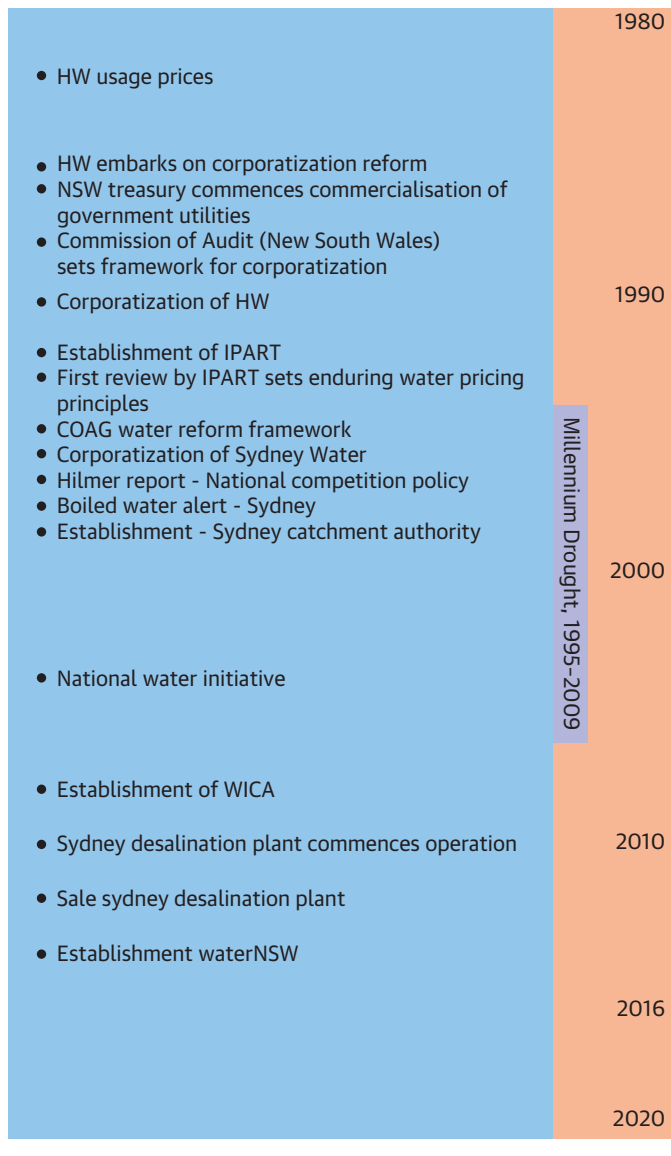 1980
• HW usage prices
• HW embarks on corporatization reform
• NSW treasury commences commercialisation of
government utilities
• Commission of Audit (New South Wales)
sets framework for corporatization
1990
• Corporatization of HW
• Establishment of IPART
• First review by IPART sets enduring water pricing
principles
• COAG water reform framework
• Corporatization of Sydney Water
• Hilmer report - National competition policy
• Boiled water alert - Sydney
• Establishment - Sydney catchment authority
Millennium Drought, 1995-2009
2000
• National water initiative
• Establishment of WICA
• Sydney desalination plant commences operation
2010
• Sale sydney desalination plant
• Establishment waterNSW
2016
2020